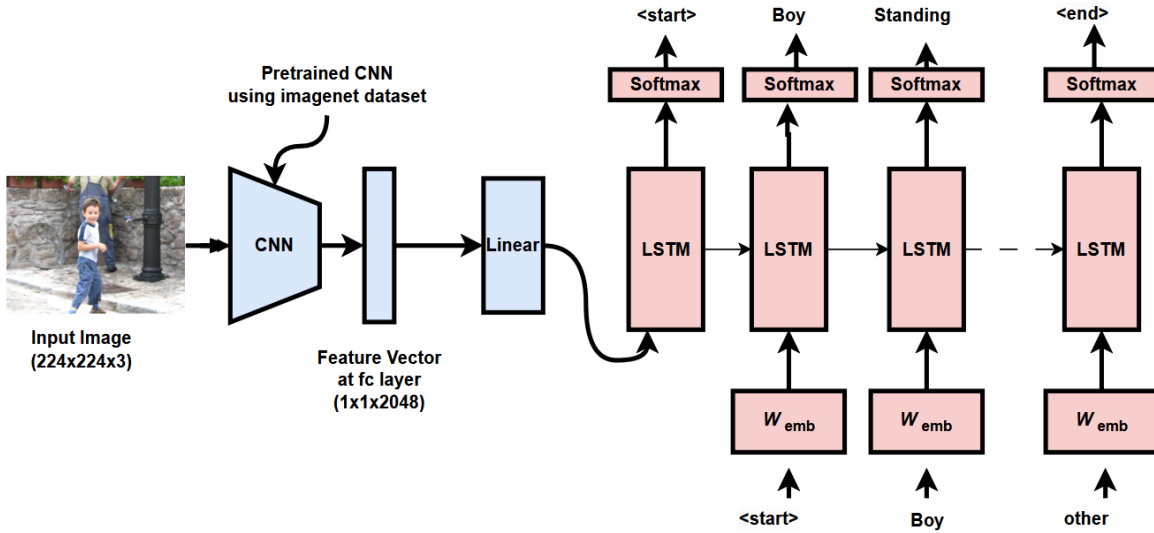 <start>
Boy
Standing
<end>
Softmax
Softmax
Softmax
Softmax
Pretrained CNN
using imagenet dataset
CNN
Linear
LSTM
LSTM
LSTM
LSTM
Input Image
(224x224x3)
Feature Vector
at fc layer
(1x1x2048)
W emb
W emb
W emb
<start>
Boy
other